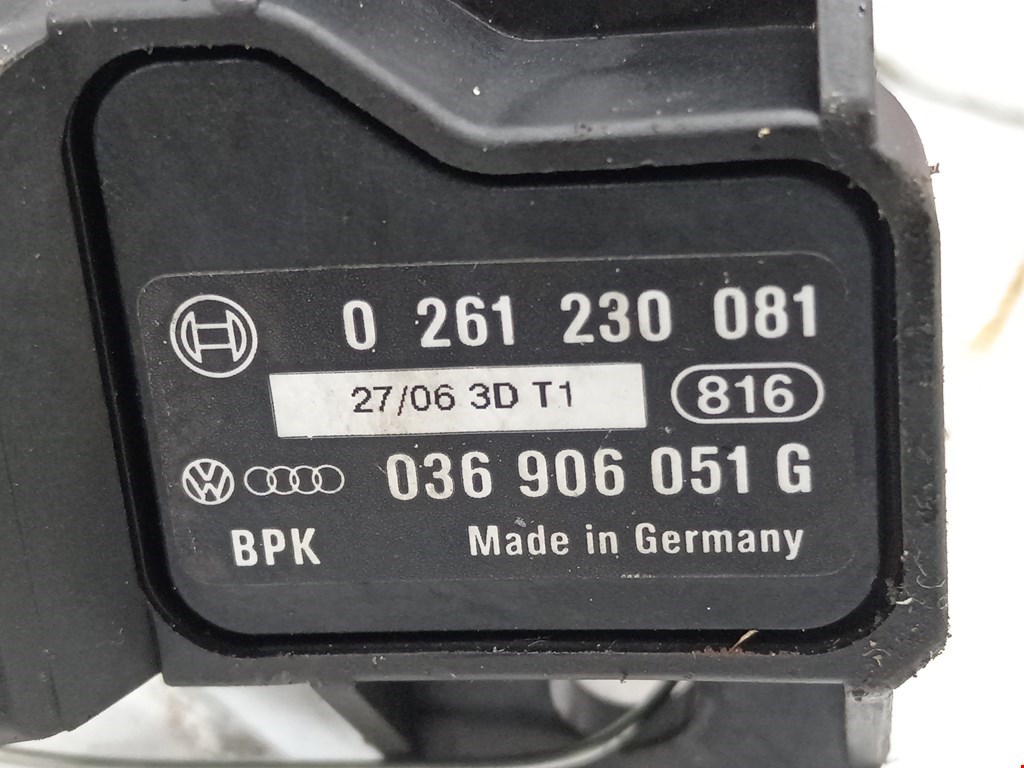 0 261 230 081
27/06 3D T1
816
036 906 051 G
BPK Made in Germany